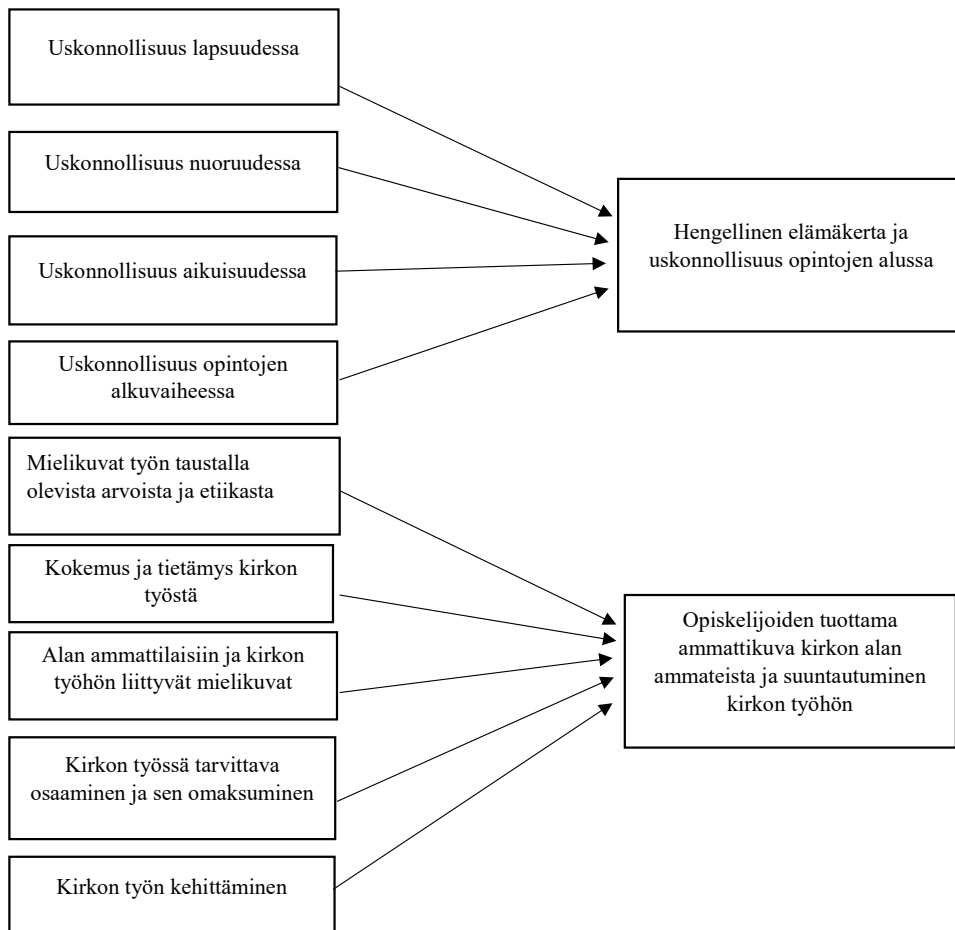 Uskonnollisuus lapsuudessa
Uskonnollisuus nuoruudessa
Uskonnollisuus aikuisuudessa
Uskonnollisuus opintojen
alkuvaiheessa
Hengellinen elämäkerta ja
uskonnollisuus opintojen alussa
Mielikuvat työn taustalla
olevista arvoista ja etiikasta
Kokemus ja tietämys kirkon
työstä
Alan ammattilaisiin ja kirkon
työhön liittyvät mielikuvat
Kirkon työssä tarvittava
osaaminen ja sen omaksuminen
Kirkon työn kehittäminen
Opiskelijoiden tuottama
ammattikuva kirkon alan
ammateista ja suuntautuminen
kirkon työhön